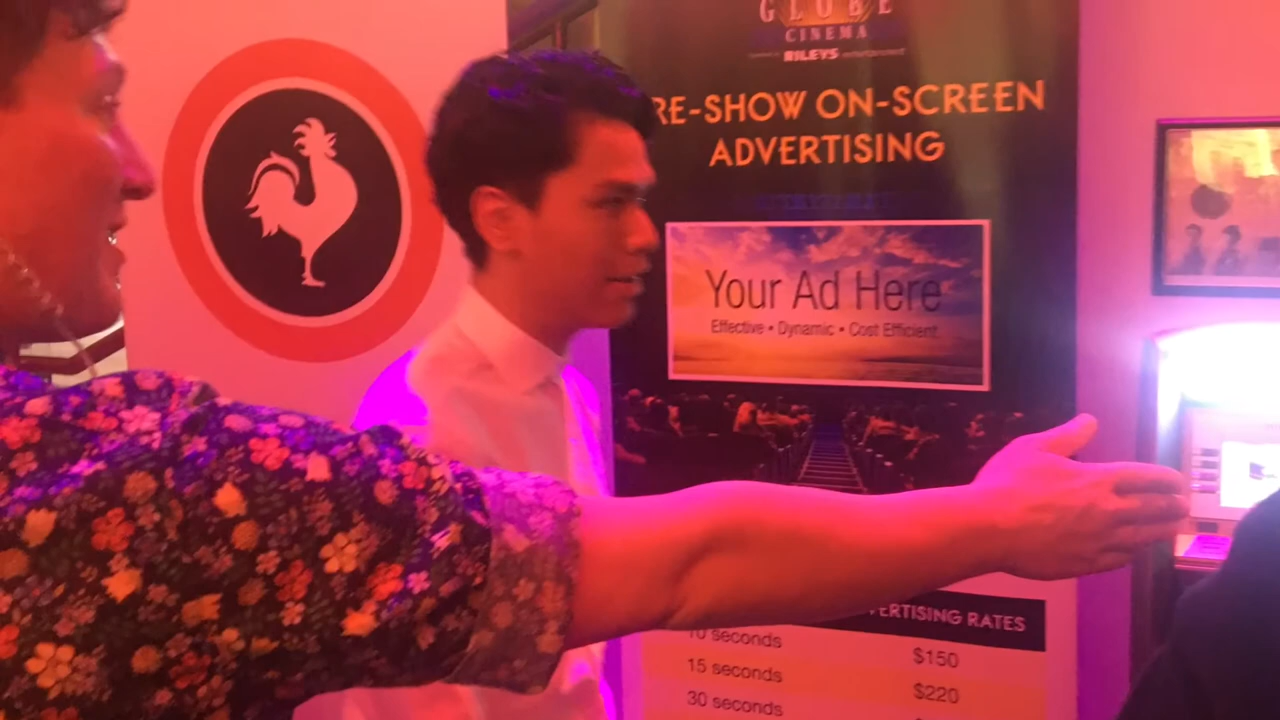 GLOBE
CINEMA
RILEYS
RE-SHOW ON-SCREEN
ADVERTISING
Your Ad Here
Effective • Dynamic • Cost Efficient
ERTISING RATES
10 seconds $150
15 seconds $220
30 seconds